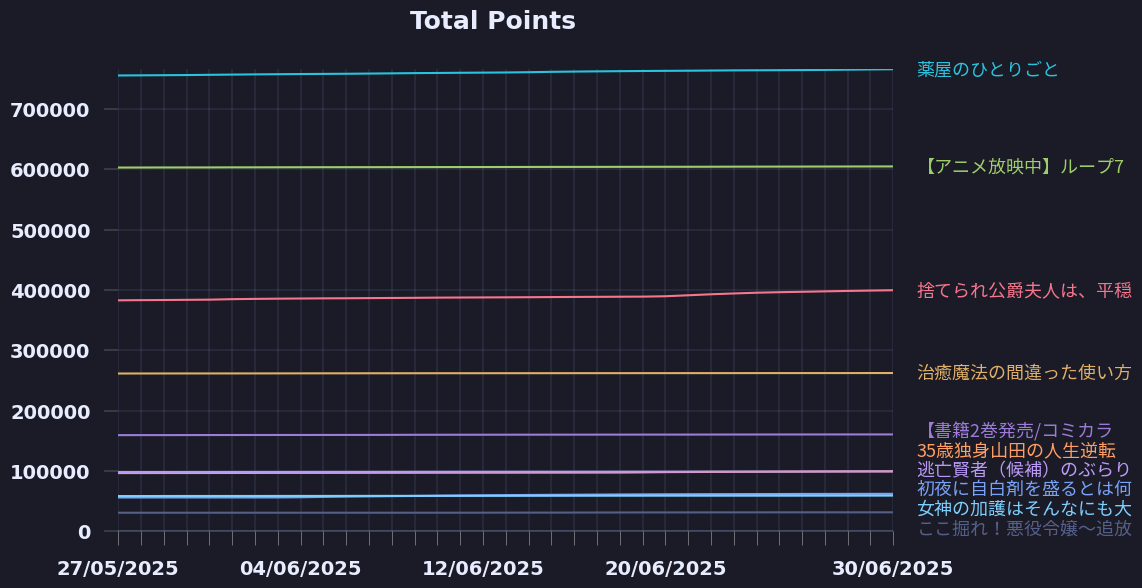 Total Points
700000
600000
500000
400000
300000
200000
100000
0
27/05/2025 04/06/2025 12/06/2025 20/06/2025 30/06/2025
薬屋のひとりごと
【アニメ放映中】ループ7
捨てられ公爵夫人は、平穏
治癒魔法の間違った使い方
【書籍2巻発売/コミカラ
35歳独身山田の人生逆転
逃亡賢者（候補）のぶらり
初夜に自白剤を盛るとは何
女神の加護はそんなにも大
ここ掘れ！悪役令嬢〜追放